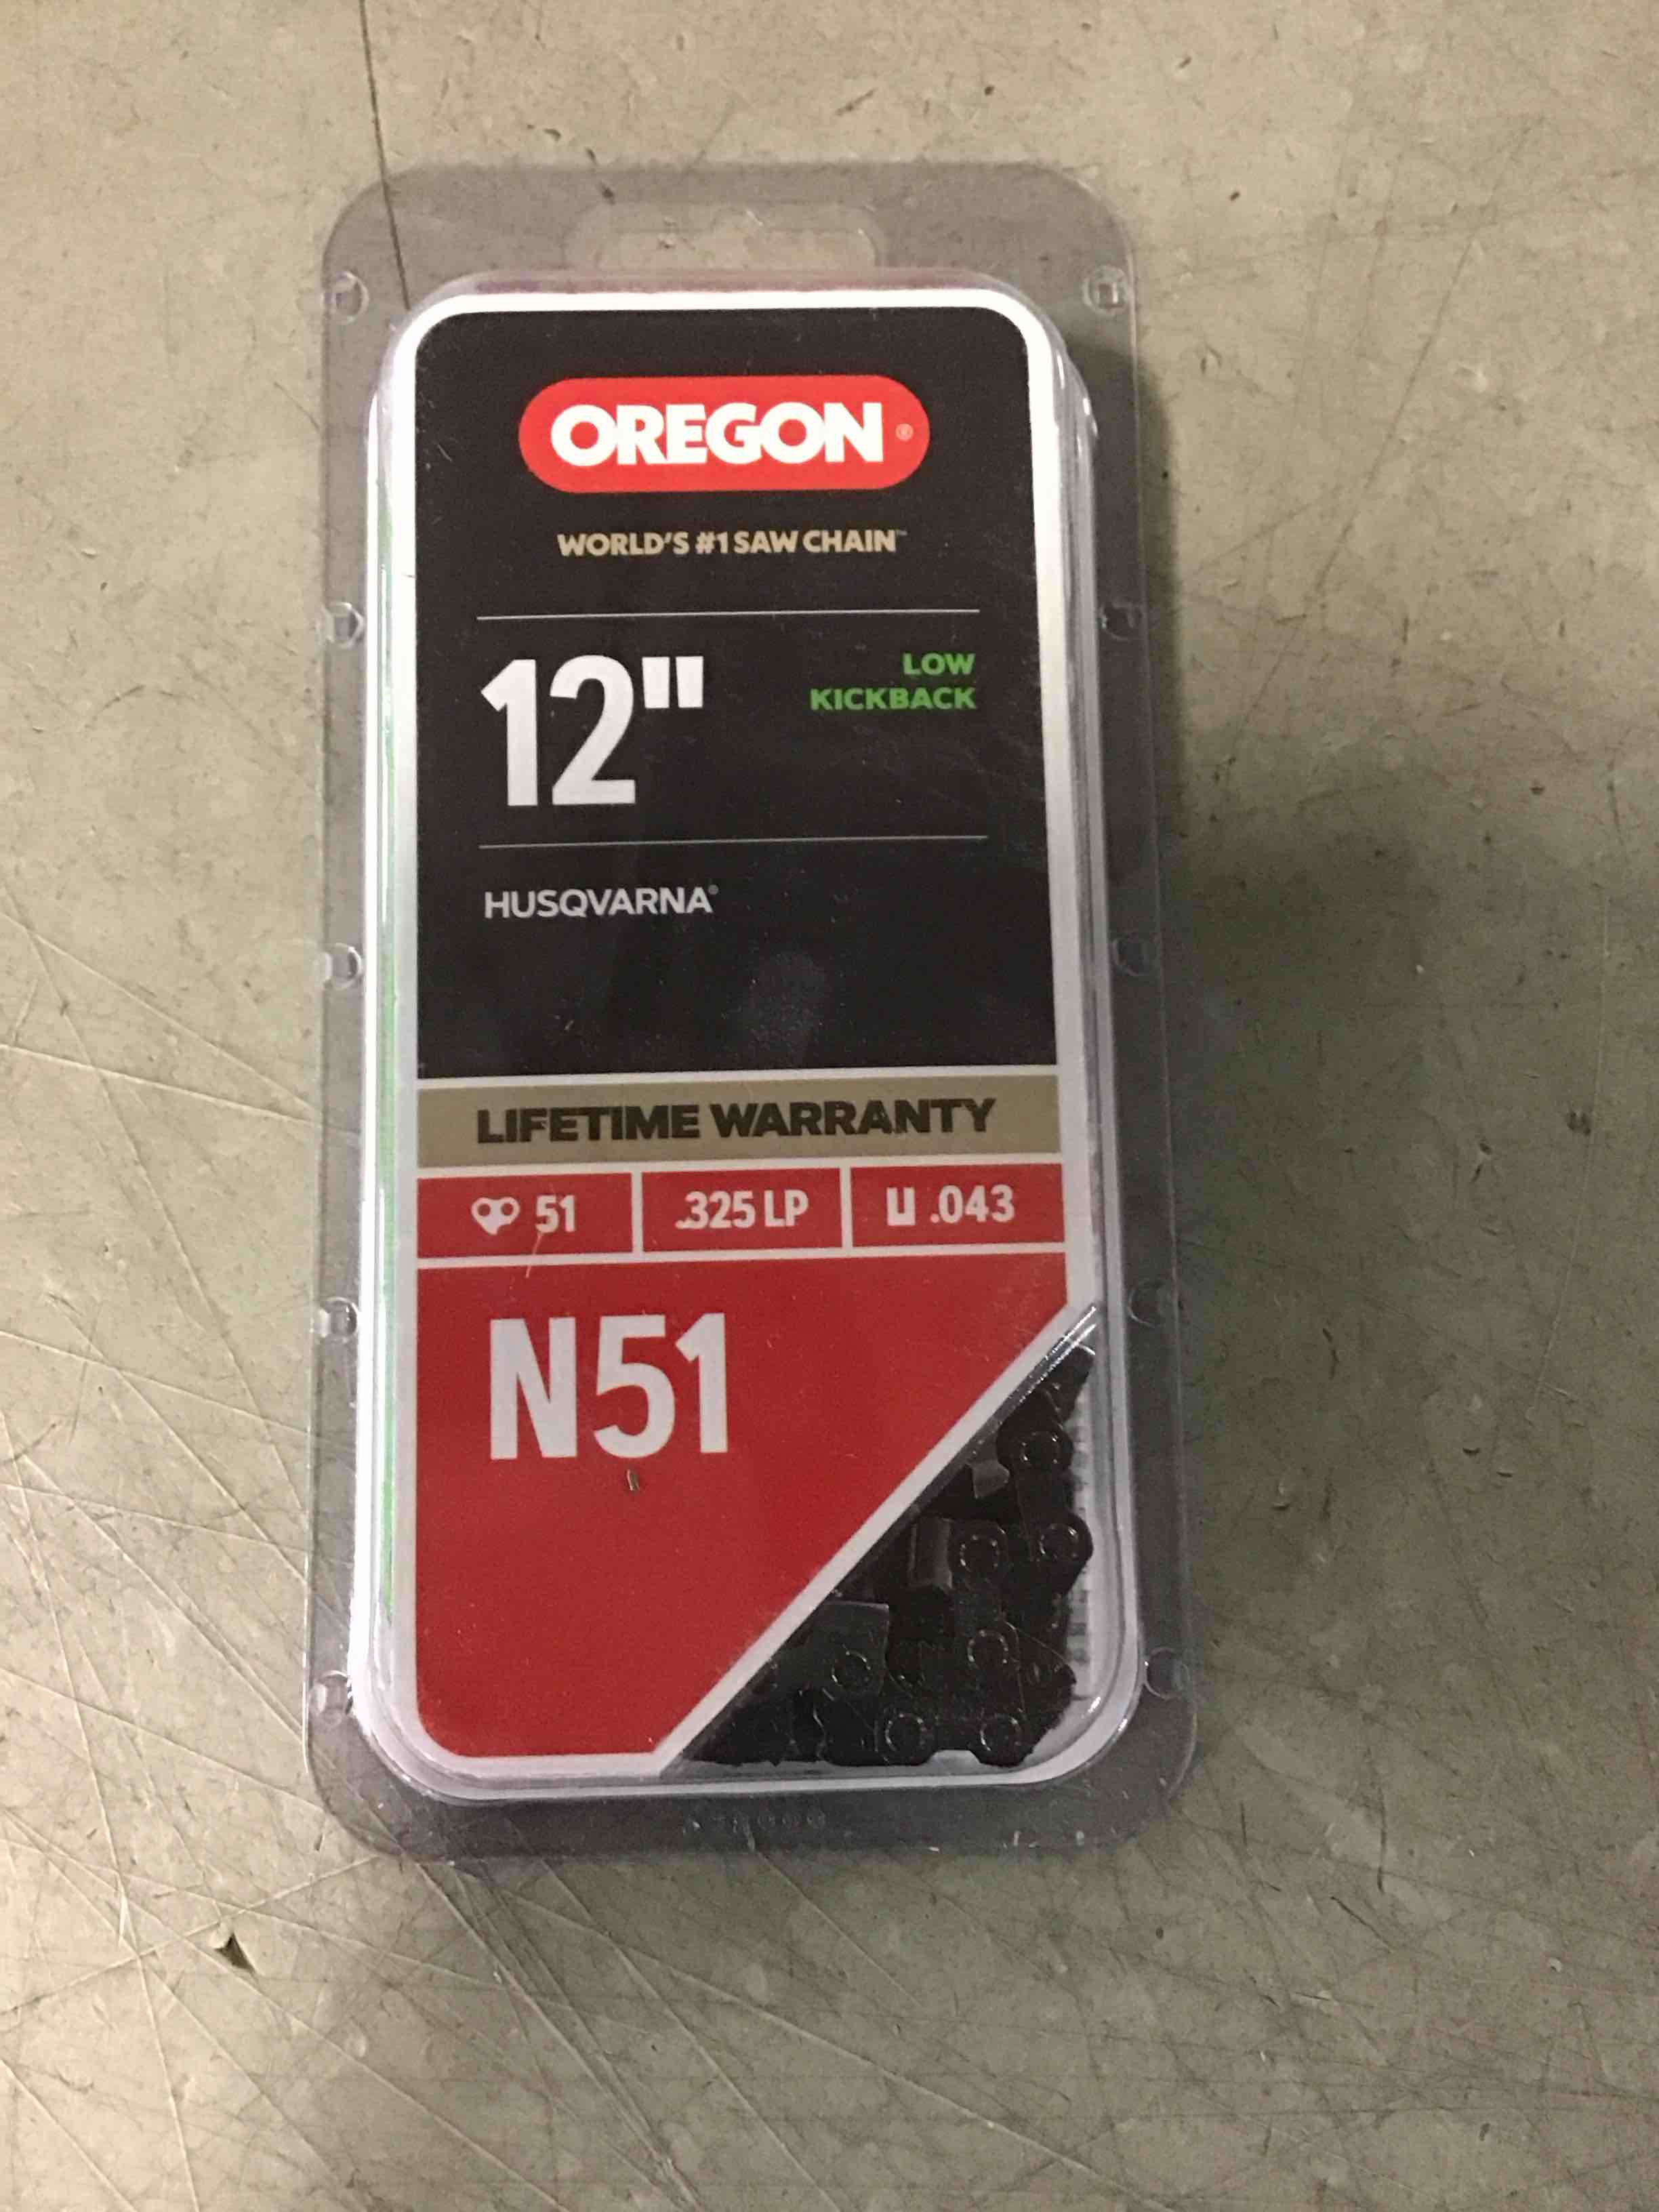 OREGON®
WORLD'S #1 SAW CHAIN™
12"
LOW
KICKBACK
HUSQVARNA®
LIFETIME WARRANTY
51
.325 LP
.043
N51